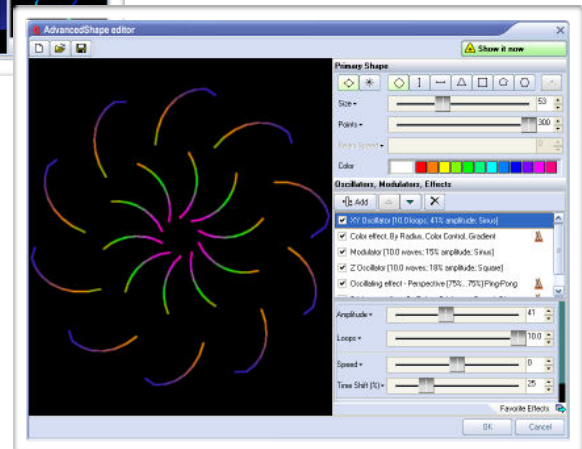 AdvancedShape editor
Show it now
Primary Shape
Size
53
Points
300
0
Color
Oscillators, Modulators, Effects
Add
XY Oscillator [10.0 loops; 41% amplitude; Sinus]
Color effect, By Radius, Color Control, Gradient
Modulator [10.0 waves; 15% amplitude; Sinus]
Z Oscillator [10.0 waves; 18% amplitude; Square]
Oscillating effect - Perspective [75%...75%] Ping-Pong
Amplitude
41
Loops
10.0
Speed
0
Time Shift (%)
25
Favorite Effects
OK
Cancel